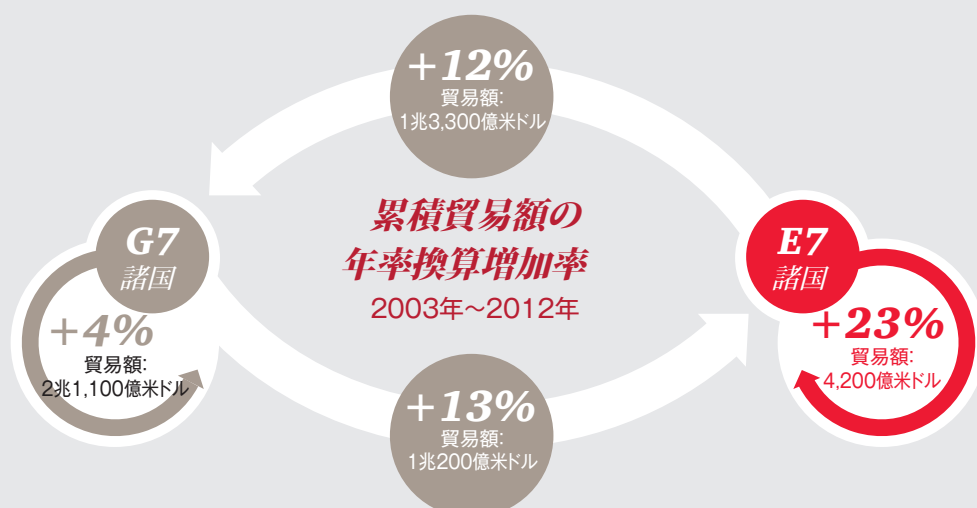 +12%
貿易額:
1兆3,300億米ドル
累積貿易額の
年率換算増加率
2003年～2012年
G7
諸国
+4%
貿易額:
2兆1,100億米ドル
E7
諸国
+23%
貿易額:
4,200億米ドル
+13%
貿易額:
1兆200億米ドル